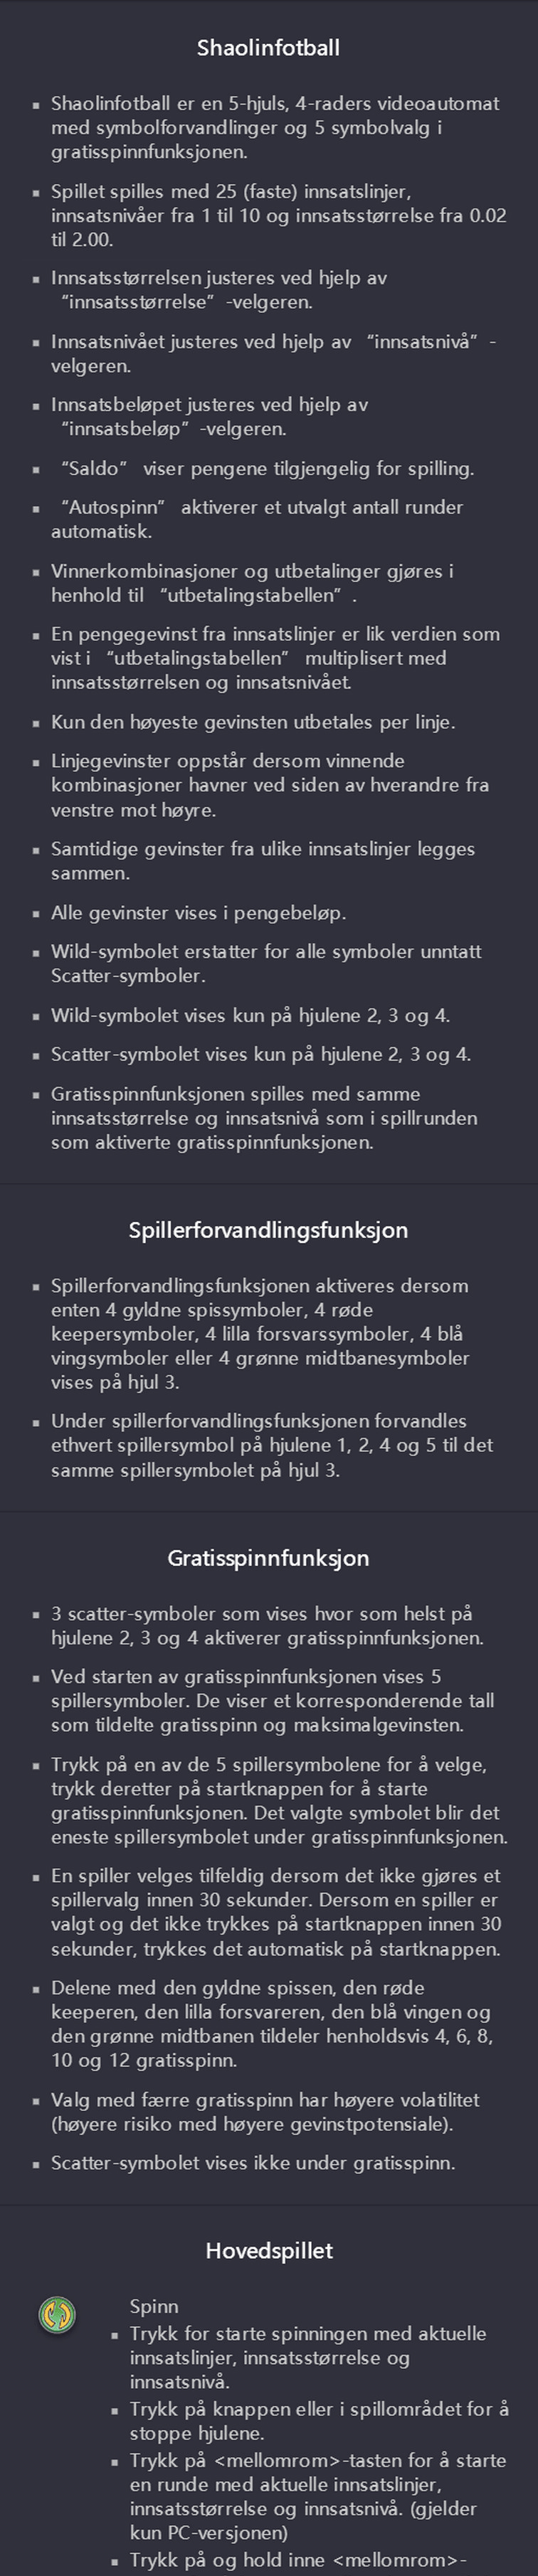 Shaolinfotball
▪ Shaolinfotball er en 5-hjuls, 4-raders videoautomat
med symbolforvandlinger og 5 symbolvalg i
gratisspinnfunksjonen.
▪ Spillet spilles med 25 (faste) innsatslinjer,
innsatsnivåer fra 1 til 10 og innsatsstørrelse fra 0.02
til 2.00.
▪ Innsatsstørrelsen justeres ved hjelp av
“innsatsstørrelse” -velgeren.
▪ Innsatsnivået justeres ved hjelp av “innsatsnivå” -
velgeren.
▪ Innsatsbeløpet justeres ved hjelp av
“innsatsbeløp” -velgeren.
▪ “Saldo” viser pengene tilgjengelig for spilling.
▪ “Autospinn” aktiverer et utvalgt antall runder
automatisk.
▪ Vinnerkombinasjoner og utbetalinger gjøres i
henhold til “utbetalingstabellen” .
▪ En pengegevinst fra innsatslinjer er lik verdien som
vist i “utbetalingstabellen” multiplisert med
innsatsstørrelsen og innsatsnivået.
▪ Kun den høyeste gevinsten utbetales per linje.
▪ Linjegevinster oppstår dersom vinnende
kombinasjoner havner ved siden av hverandre fra
venstre mot høyre.
▪ Samtidige gevinster fra ulike innsatslinjer legges
sammen.
▪ Alle gevinster vises i pengebeløp.
▪ Wild-symbolet erstatter for alle symboler unntatt
Scatter-symboler.
▪ Wild-symbolet vises kun på hjulene 2, 3 og 4.
▪ Scatter-symbolet vises kun på hjulene 2, 3 og 4.
▪ Gratisspinnfunksjonen spilles med samme
innsatsstørrelse og innsatsnivå som i spillrunden
som aktiverte gratisspinnfunksjonen.
Spillerforvandlingsfunksjon
▪ Spillerforvandlingsfunksjonen aktiveres dersom
enten 4 gyldne spissymboler, 4 røde
keepersymboler, 4 lilla forsvarssymboler, 4 blå
vingsymboler eller 4 grønne midtbanesymboler
vises på hjul 3.
▪ Under spillerforvandlingsfunksjonen forvandles
ethvert spillersymbol på hjulene 1, 2, 4 og 5 til det
samme spillersymbolet på hjul 3.
Gratisspinnfunksjon
▪ 3 scatter-symboler som vises hvor som helst på
hjulene 2, 3 og 4 aktiverer gratisspinnfunksjonen.
▪ Ved starten av gratisspinnfunksjonen vises 5
spillersymboler. De viser et korresponderende tall
som tildelte gratisspinn og maksimalgevinsten.
▪ Trykk på en av de 5 spillersymbolene for å velge,
trykk deretter på startknappen for å starte
gratisspinnfunksjonen. Det valgte symbolet blir det
eneste spillersymbolet under gratisspinnfunksjonen.
▪ En spiller velges tilfeldig dersom det ikke gjøres et
spillervalg innen 30 sekunder. Dersom en spiller er
valgt og det ikke trykkes på startknappen innen 30
sekunder, trykkes det automatisk på startknappen.
▪ Delene med den gyldne spissen, den røde
keeperen, den lilla forsvareren, den blå vingen og
den grønne midtbanen tildeler henholdsvis 4, 6, 8,
10 og 12 gratisspinn.
▪ Valg med færre gratisspinn har høyere volatilitet
(høyere risiko med høyere gevinstpotensiale).
▪ Scatter-symbolet vises ikke under gratisspinn.
Hovedspillet
Spinn
▪ Trykk for starte spinningen med aktuelle
innsatslinjer, innsatsstørrelse og
innsatsnivå.
▪ Trykk på knappen eller i spillområdet for å
stoppe hjulene.
▪ Trykk på <mellomrom>-tasten for å starte
en runde med aktuelle innsatslinjer,
innsatsstørrelse og innsatsnivå. (gjelder
kun PC-versjonen)
▪ Trykk på og hold inne <mellomrom>-